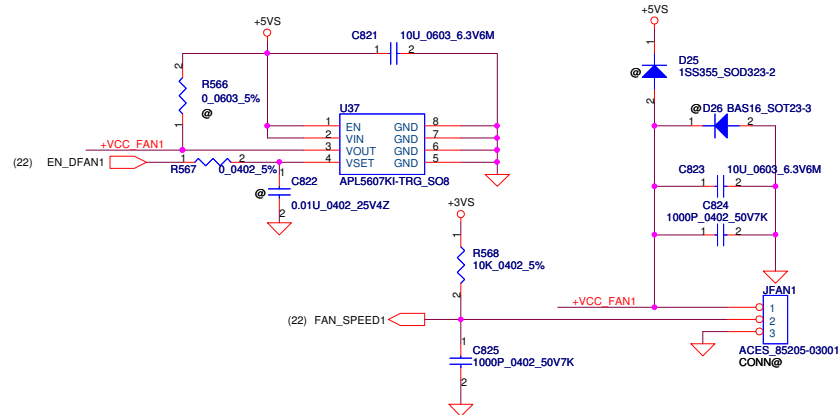 +5VS
C821
10U_0603_6.3V6M
1
2
2
R566
0_0603_5%
@
1
U37
1
EN
GND
8
2
VIN
GND
7
3
VOUT
GND
6
4
VSET
GND
5
APL5607KI-TRG_SO8
+VCC_FAN1
(22)
EN_DFAN1
1
2
R567
0_0402_5%
1
C822
@
0.01U_0402_25V4Z
2
+3VS
1
R568
10K_0402_5%
2
(22)
FAN_SPEED1
1
C825
1000P_0402_50V7K
2
+5VS
1
D25
@
1SS355_SOD323-2
2
@
D26
BAS16_SOT23-3
1
2
C823
10U_0603_6.3V6M
1
2
C824
1000P_0402_50V7K
1
2
+VCC_FAN1
JFAN1
1
2
3
ACES_85205-03001
CONN@